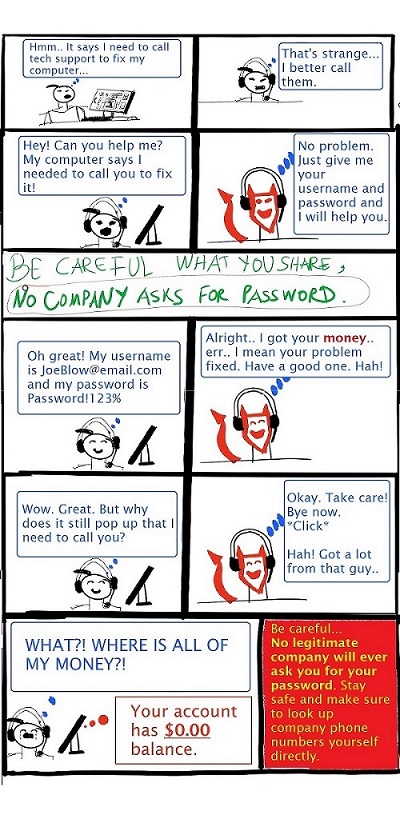 Hmm.. It says I need to call
tech support to fix my
computer...
That's strange...
I better call
them.
Hey! Can you help me?
My computer says I
needed to call you to fix
it!
No problem.
Just give me
your
username and
password and
I will help you.
BE CAREFUL WHAT YOU SHARE,
NO COMPANY ASKS FOR PASSWORD.
Oh great! My username
is JoeBlow@email.com
and my password is
Password!123%
Alright.. I got your money..
err.. I mean your problem
fixed. Have a good one. Hah!
Wow. Great. But why
does it still pop up that I
need to call you?
Okay. Take care!
Bye now.
*Click*
Hah! Got a lot
from that guy..
WHAT?! WHERE IS ALL OF
MY MONEY?!
Your account
has $0.00
balance.
Be careful...
No legitimate
company will ever
ask you for your
password. Stay
safe and make sure
to look up
company phone
numbers yourself
directly.